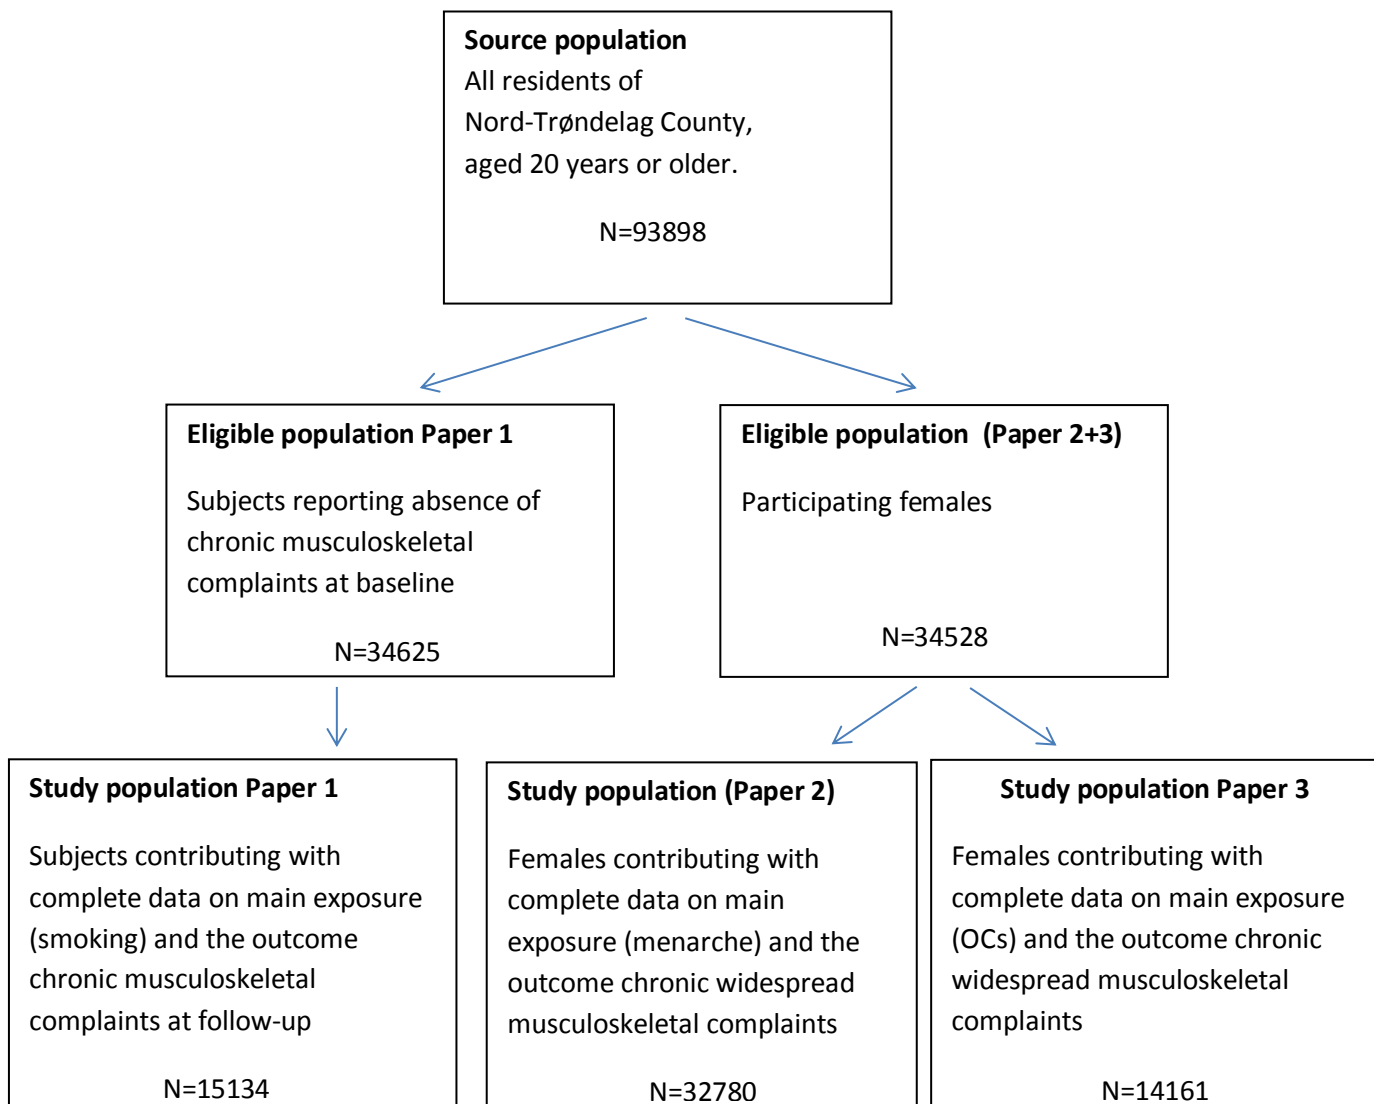 Source population
All residents of
Nord-Trøndelag County,
aged 20 years or older.
N=93898
Eligible population Paper 1
Subjects reporting absence of
chronic musculoskeletal
complaints at baseline
N=34625
Eligible population  (Paper 2+3)
Participating females
N=34528
Study population Paper 1
Subjects contributing with
complete data on main exposure
(smoking) and the outcome
chronic musculoskeletal
complaints at follow-up
N=15134
Study population (Paper 2)
Females contributing with
complete data on main
exposure (menarche) and the
outcome chronic widespread
musculoskeletal complaints
N=32780
Study population Paper 3
Females contributing with
complete data on main exposure
(OCs) and the outcome chronic
widespread musculoskeletal
complaints
N=14161